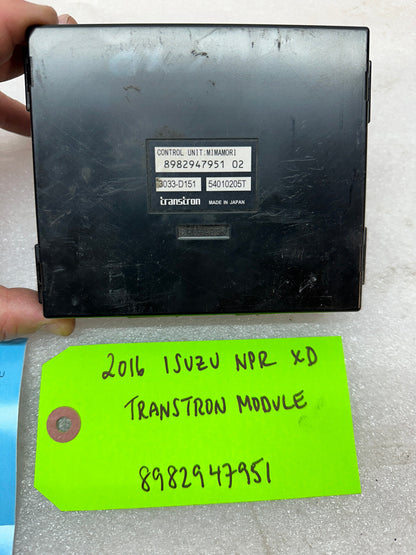 CONTROL UNIT:MIMAMORI
8982947951 02
3033-D151 54010205T
transtron MADE IN JAPAN
2016 ISUZU NPR XD
TRANSTRON MODULE
8982947951